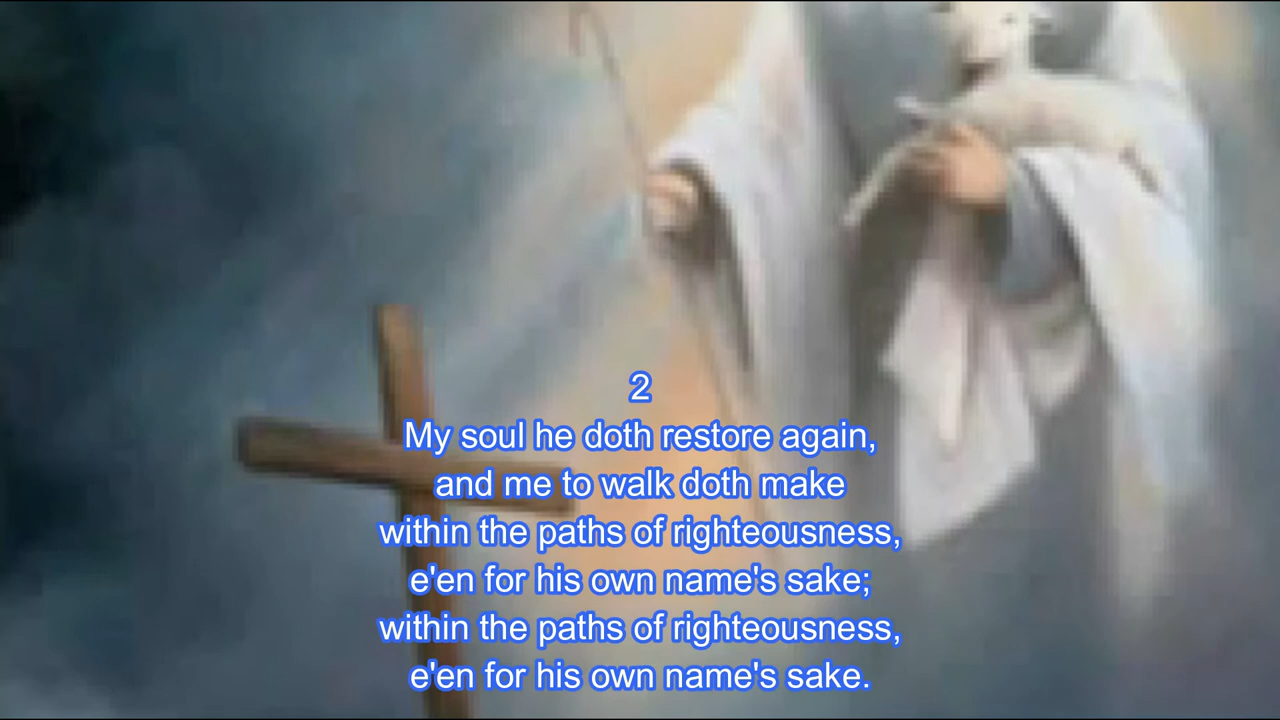 2
My soul he doth restore again,
and me to walk doth make
within the paths of righteousness,
e'en for his own name's sake;
within the paths of righteousness,
e'en for his own name's sake.